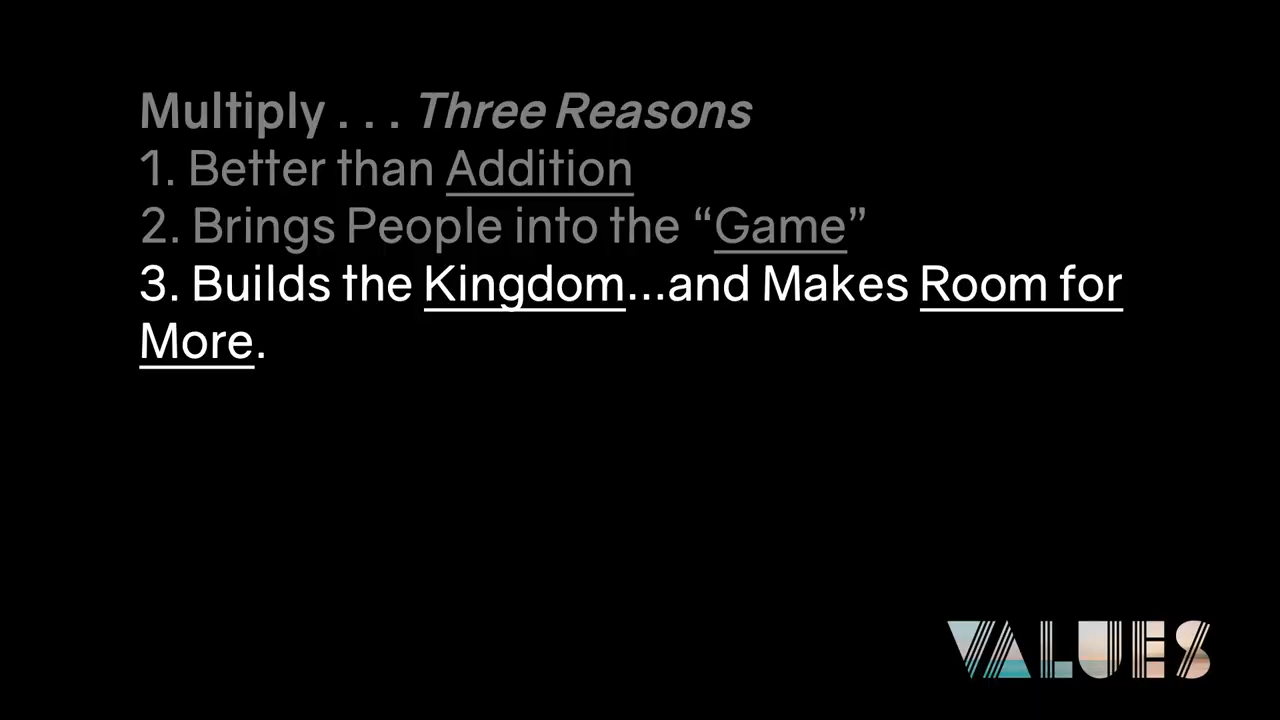 Multiply . . . Three Reasons
1. Better than Addition
2. Brings People into the “Game”
3. Builds the Kingdom...and Makes Room for
More.
VALUES